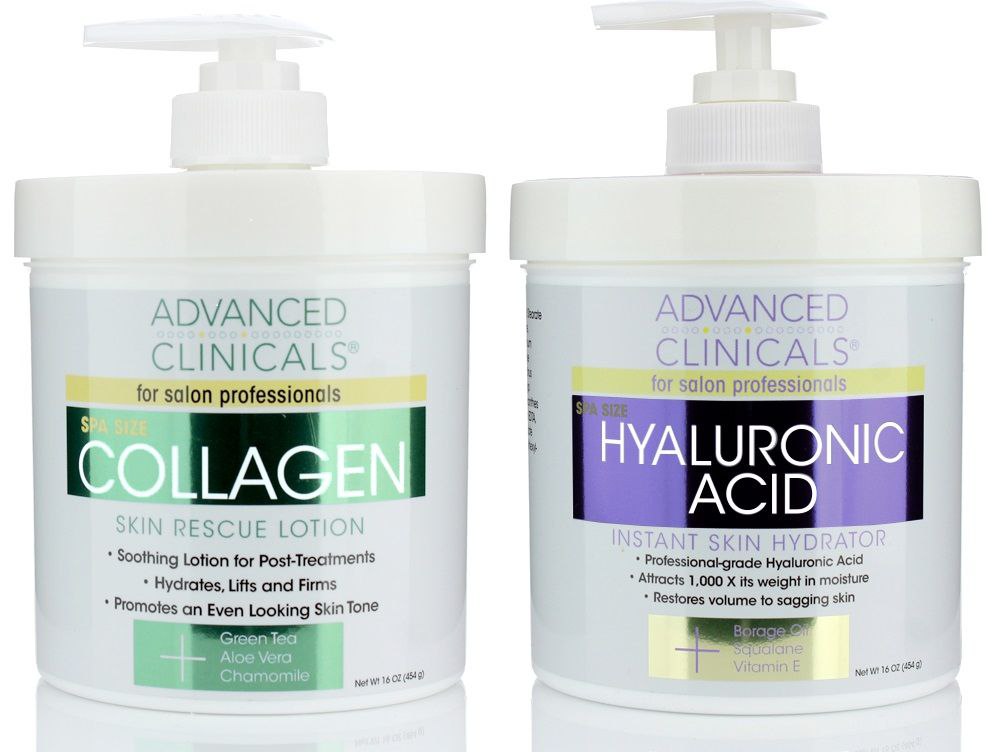 ADVANCED
CLINICALS®
for salon professionals
SPA SIZE
COLLAGEN
SKIN RESCUE LOTION
• Soothing Lotion for Post-Treatments
• Hydrates, Lifts and Firms
• Promotes an Even Looking Skin Tone
+ Green Tea
Aloe Vera
Chamomile
Net Wt 16 OZ (454 g)
ADVANCED
CLINICALS®
for salon professionals
SPA SIZE
HYALURONIC
ACID
INSTANT SKIN HYDRATOR
• Professional-grade Hyaluronic Acid
• Attracts 1,000 X its weight in moisture
• Restores volume to sagging skin
+ Borage Oil
Squalane
Vitamin E
Net Wt 16 OZ (454 g)